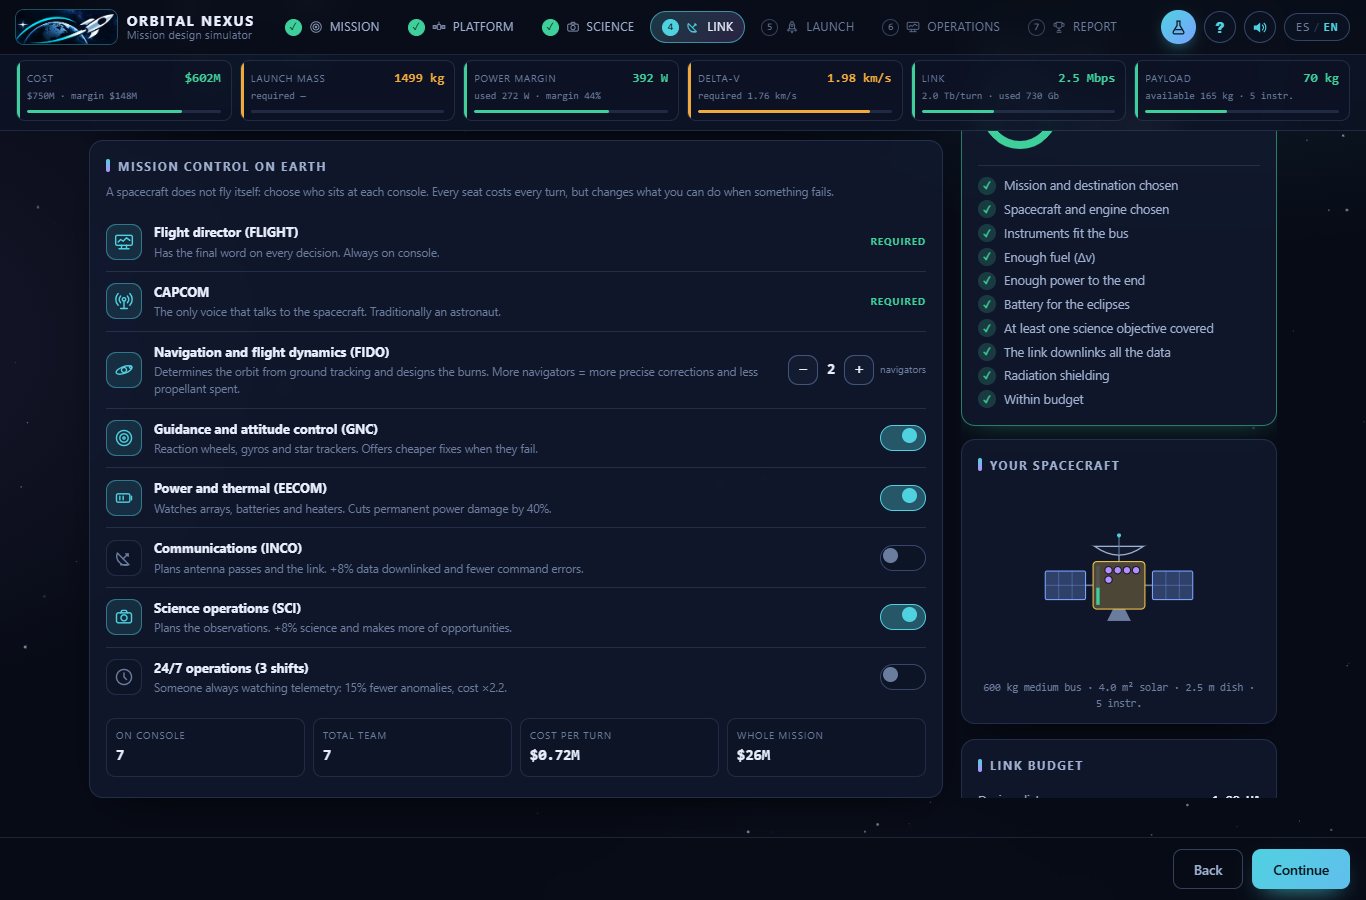 ORBITAL NEXUS
Mission design simulator
MISSION
PLATFORM
SCIENCE
4 LINK
5 LAUNCH
6 OPERATIONS
7 REPORT
?
ES / EN
COST $602M
$750M · margin $148M
LAUNCH MASS 1499 kg
required —
POWER MARGIN 392 W
used 272 W · margin 44%
DELTA-V 1.98 km/s
required 1.76 km/s
LINK 2.5 Mbps
2.0 Tb/turn · used 730 Gb
PAYLOAD 70 kg
available 165 kg · 5 instr.
MISSION CONTROL ON EARTH
A spacecraft does not fly itself: choose who sits at each console. Every seat costs every turn, but changes what you can do when something fails.
Flight director (FLIGHT)
Has the final word on every decision. Always on console.
REQUIRED
CAPCOM
The only voice that talks to the spacecraft. Traditionally an astronaut.
REQUIRED
Navigation and flight dynamics (FIDO)
Determines the orbit from ground tracking and designs the burns. More navigators = more precise corrections and less
propellant spent.
− 2 + navigators
Guidance and attitude control (GNC)
Reaction wheels, gyros and star trackers. Offers cheaper fixes when they fail.
Power and thermal (EECOM)
Watches arrays, batteries and heaters. Cuts permanent power damage by 40%.
Communications (INCO)
Plans antenna passes and the link. +8% data downlinked and fewer command errors.
Science operations (SCI)
Plans the observations. +8% science and makes more of opportunities.
24/7 operations (3 shifts)
Someone always watching telemetry: 15% fewer anomalies, cost ×2.2.
ON CONSOLE
7
TOTAL TEAM
7
COST PER TURN
$0.72M
WHOLE MISSION
$26M
Mission and destination chosen
Spacecraft and engine chosen
Instruments fit the bus
Enough fuel (Δv)
Enough power to the end
Battery for the eclipses
At least one science objective covered
The link downlinks all the data
Radiation shielding
Within budget
YOUR SPACECRAFT
600 kg medium bus · 4.0 m² solar · 2.5 m dish ·
5 instr.
LINK BUDGET
Back
Continue